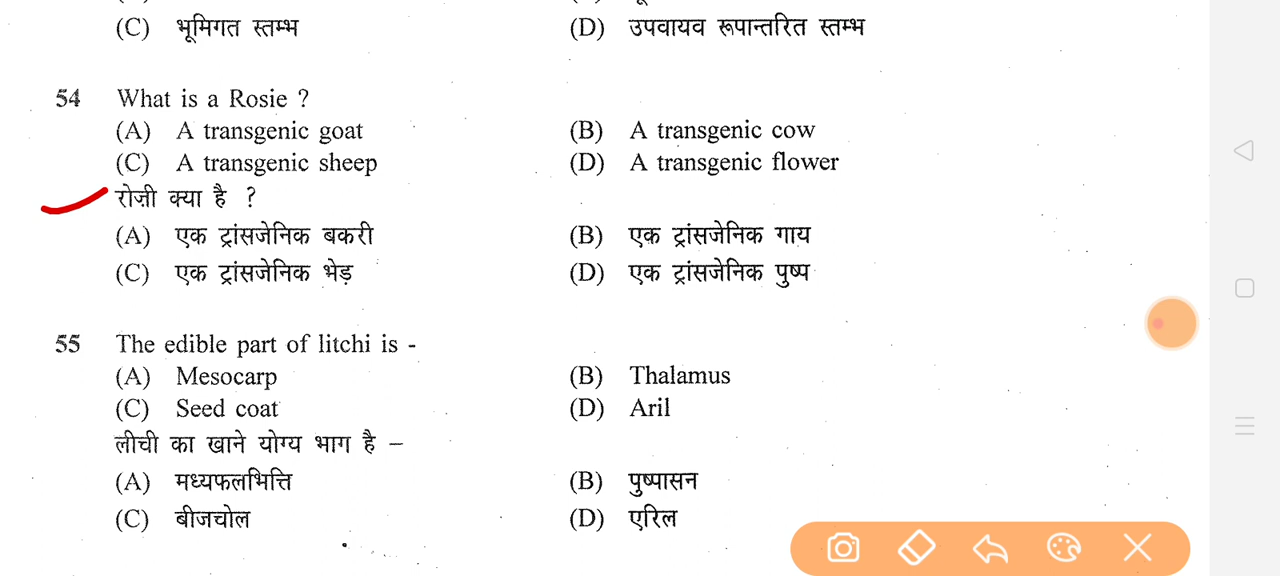 (C) भूमिगत स्तम्भ (D) उपवायव रूपान्तरित स्तम्भ
54 What is a Rosie ?
(A) A transgenic goat (B) A transgenic cow
(C) A transgenic sheep (D) A transgenic flower
रोज़ी क्या है ?
(A) एक ट्रांसजेनिक बकरी (B) एक ट्रांसजेनिक गाय
(C) एक ट्रांसजेनिक भेड़ (D) एक ट्रांसजेनिक पुष्प
55 The edible part of litchi is -
(A) Mesocarp (B) Thalamus
(C) Seed coat (D) Aril
लीची का खाने योग्य भाग है –
(A) मध्यफलभित्ति (B) पुष्पासन
(C) बीजचोल (D) एरिल